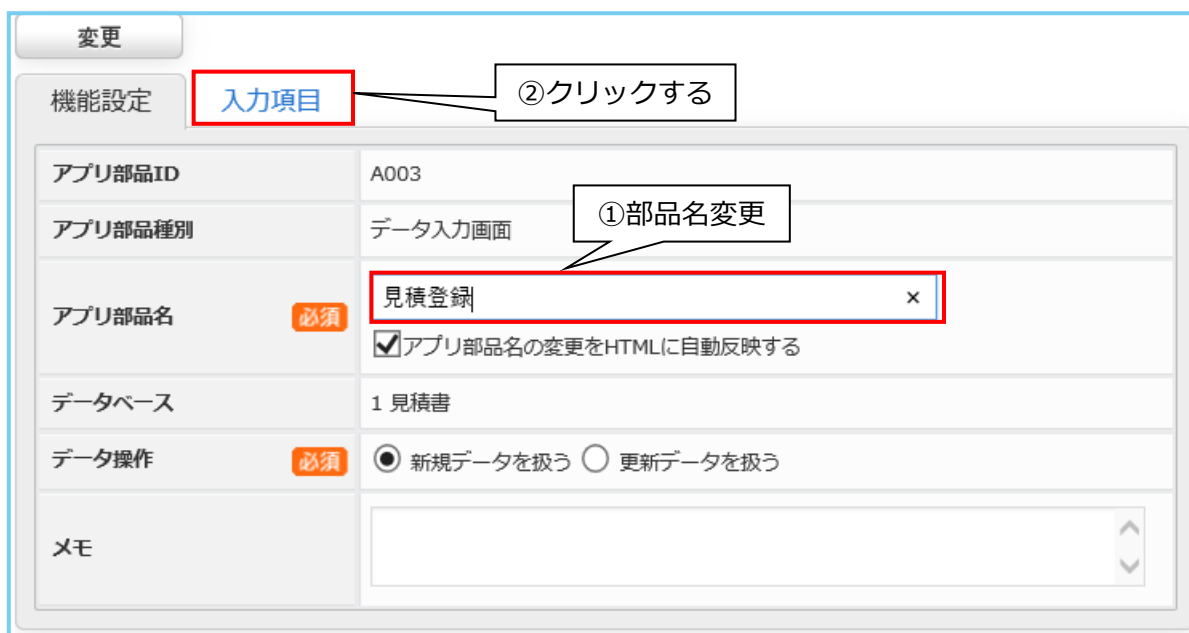 変更
機能設定
入力項目
②クリックする
アプリ部品ID
A003
アプリ部品種別
データ入力画面
①部品名変更
アプリ部品名
必須
見積登録
×
アプリ部品名の変更をHTMLに自動反映する
データベース
1 見積書
データ操作
必須
新規データを扱う
更新データを扱う
メモ